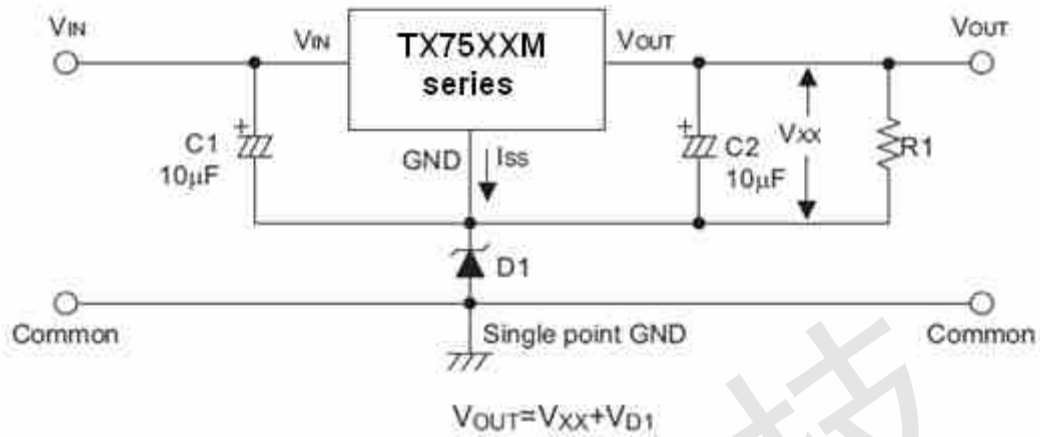 VIN
VIN
TX75XXM
series
VOUT
VOUT
C1
10μF
GND
ISS
C2
10μF
VXX
R1
D1
Common
Single point GND
Common
VOUT=VXX+VD1
技